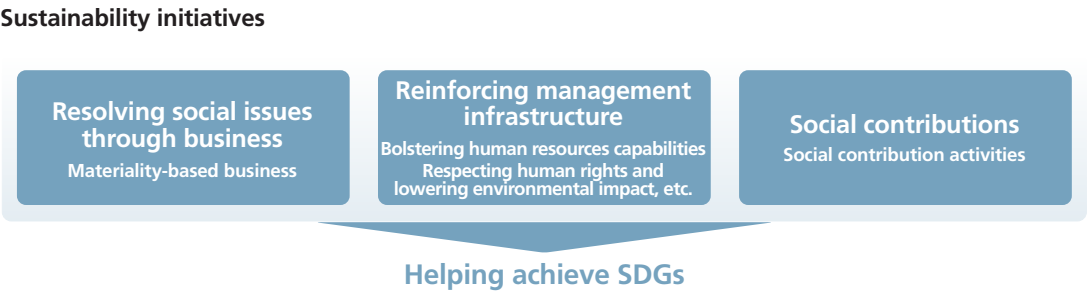 Sustainability initiatives
Resolving social issues
through business
Materiality-based business
Reinforcing management
infrastructure
Bolstering human resources capabilities
Respecting human rights and
lowering environmental impact, etc.
Social contributions
Social contribution activities
Helping achieve SDGs